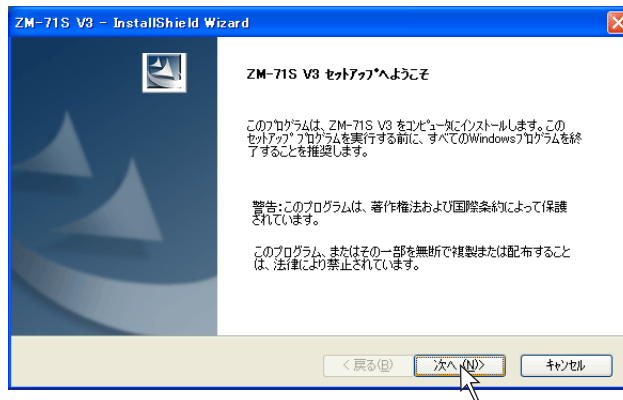 ZM-71S V3 - InstallShield Wizard
ZM-71S V3 ｾｯﾄｱｯﾌﾟへようこそ
このﾌﾟﾛｸﾞﾗﾑは、ZM-71S V3 をｺﾝﾋﾟｭｰﾀにインストールします。この
ｾｯﾄｱｯﾌﾟ ﾌﾟﾛｸﾞﾗﾑを実行する前に、すべてのWindowsﾌﾟﾛｸﾞﾗﾑを終
了することを推奨します。
警告:このプログラムは、著作権法および国際条約によって保護
されています。
このプログラム、またはその一部を無断で複製または配布すること
は、法律により禁止されています。
< 戻る(B)
次へ(N)>
ｷｬﾝｾﾙ